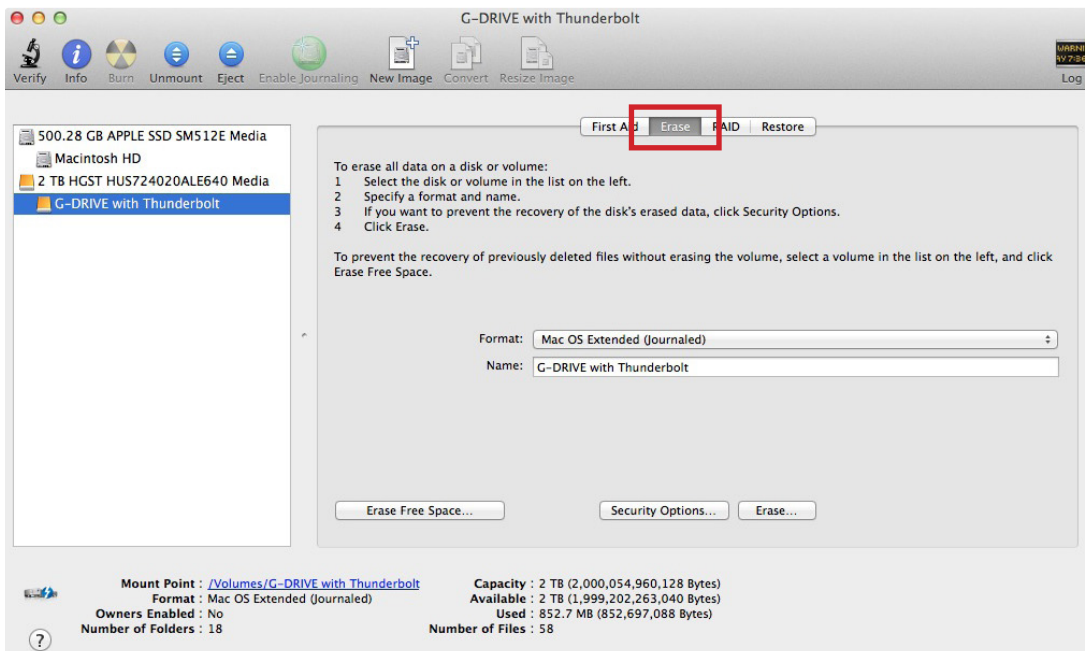 G-DRIVE with Thunderbolt
WARNI
AY 7:86
Verify Info Burn Unmount Eject Enable Journaling New Image Convert Resize Image Log
500.28 GB APPLE SSD SM512E Media
Macintosh HD
2 TB HGST HUS724020ALE640 Media
G-DRIVE with Thunderbolt
First Aid Erase RAID Restore
To erase all data on a disk or volume:
1 Select the disk or volume in the list on the left.
2 Specify a format and name.
3 If you want to prevent the recovery of the disk's erased data, click Security Options.
4 Click Erase.
To prevent the recovery of previously deleted files without erasing the volume, select a volume in the list on the left, and click
Erase Free Space.
Format: Mac OS Extended (Journaled)
Name: G-DRIVE with Thunderbolt
Erase Free Space... Security Options... Erase...
Mount Point : /Volumes/G-DRIVE with Thunderbolt Capacity : 2 TB (2,000,054,960,128 Bytes)
Format : Mac OS Extended (Journaled) Available : 2 TB (1,999,202,263,040 Bytes)
Owners Enabled : No Used : 852.7 MB (852,697,088 Bytes)
Number of Folders : 18 Number of Files : 58
?